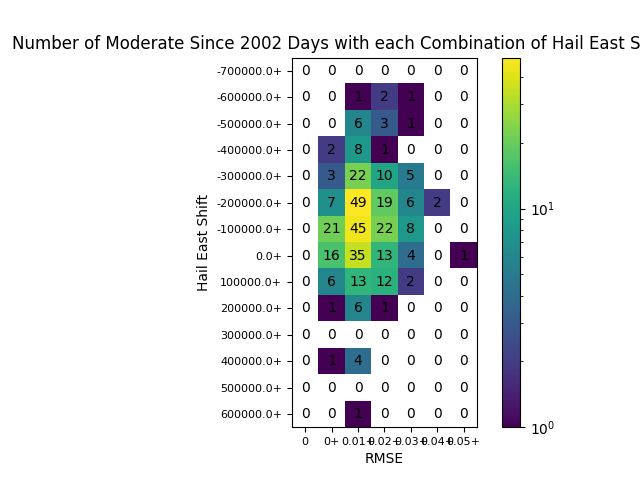 Number of Moderate Since 2002 Days with each Combination of Hail East S
Hail East Shift
-700000.0+ 0 0 0 0 0 0 0
-600000.0+ 0 0 1 2 1 0 0
-500000.0+ 0 0 6 3 1 0 0
-400000.0+ 0 2 8 1 0 0 0
-300000.0+ 0 3 22 10 5 0 0
-200000.0+ 0 7 49 19 6 2 0
-100000.0+ 0 21 45 22 8 0 0
0.0+ 0 16 35 13 4 0 1
100000.0+ 0 6 13 12 2 0 0
200000.0+ 0 1 6 1 0 0 0
300000.0+ 0 0 0 0 0 0 0
400000.0+ 0 1 4 0 0 0 0
500000.0+ 0 0 0 0 0 0 0
600000.0+ 0 0 1 0 0 0 0
0 0+ 0.01+ 0.02+ 0.03+ 0.04+ 0.05+
RMSE
10¹
10⁰